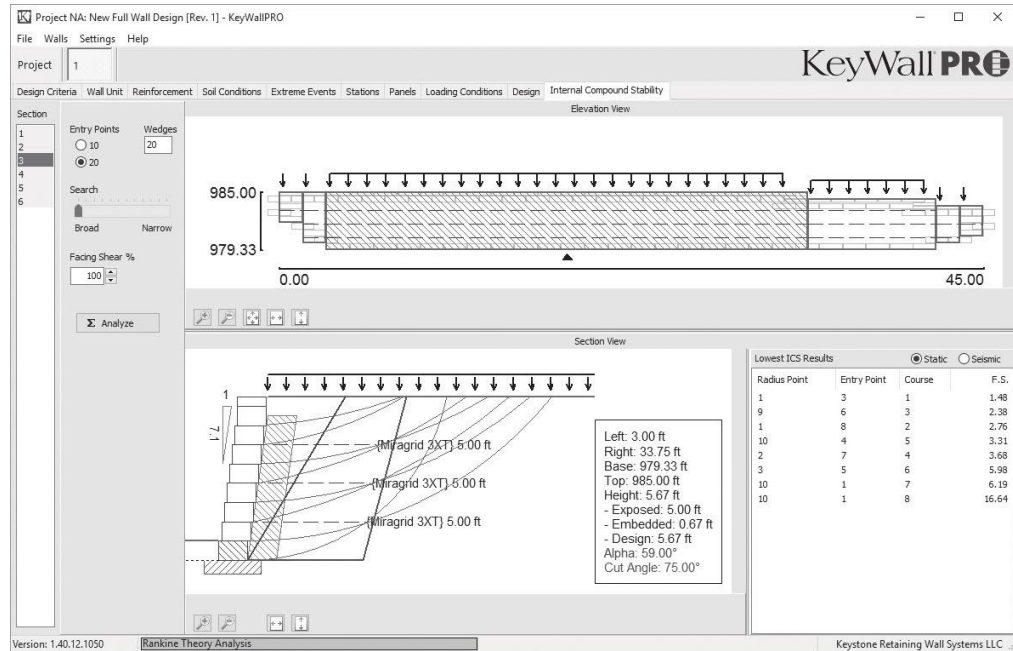 Project NA: New Full Wall Design [Rev. 1] - KeyWallPRO
File Walls Settings Help
Project 1
KeyWall PRO
Design Criteria Wall Unit Reinforcement Soil Conditions Extreme Events Stations Panels Loading Conditions Design Internal Compound Stability
Section
1
2
3
4
5
6
Entry Points Wedges
10 20
20
Search
Broad Narrow
Facing Shear %
100
Σ Analyze
Elevation View
985.00
979.33
0.00 45.00
Section View
1
7.1
{Miragrid 3XT} 5.00 ft
{Miragrid 3XT} 5.00 ft
{Miragrid 3XT} 5.00 ft
Left: 3.00 ft
Right: 33.75 ft
Base: 979.33 ft
Top: 985.00 ft
Height: 5.67 ft
- Exposed: 5.00 ft
- Embedded: 0.67 ft
- Design: 5.67 ft
Alpha: 59.00°
Cut Angle: 75.00°
Lowest ICS Results Static Seismic
Radius Point Entry Point Course F.S.
1 3 1 1.48
9 6 3 2.38
1 8 2 2.76
10 4 5 3.31
2 7 4 3.68
3 5 6 5.98
10 1 7 6.19
10 1 8 16.64
Version: 1.40.12.1050 Rankine Theory Analysis Keystone Retaining Wall Systems LLC